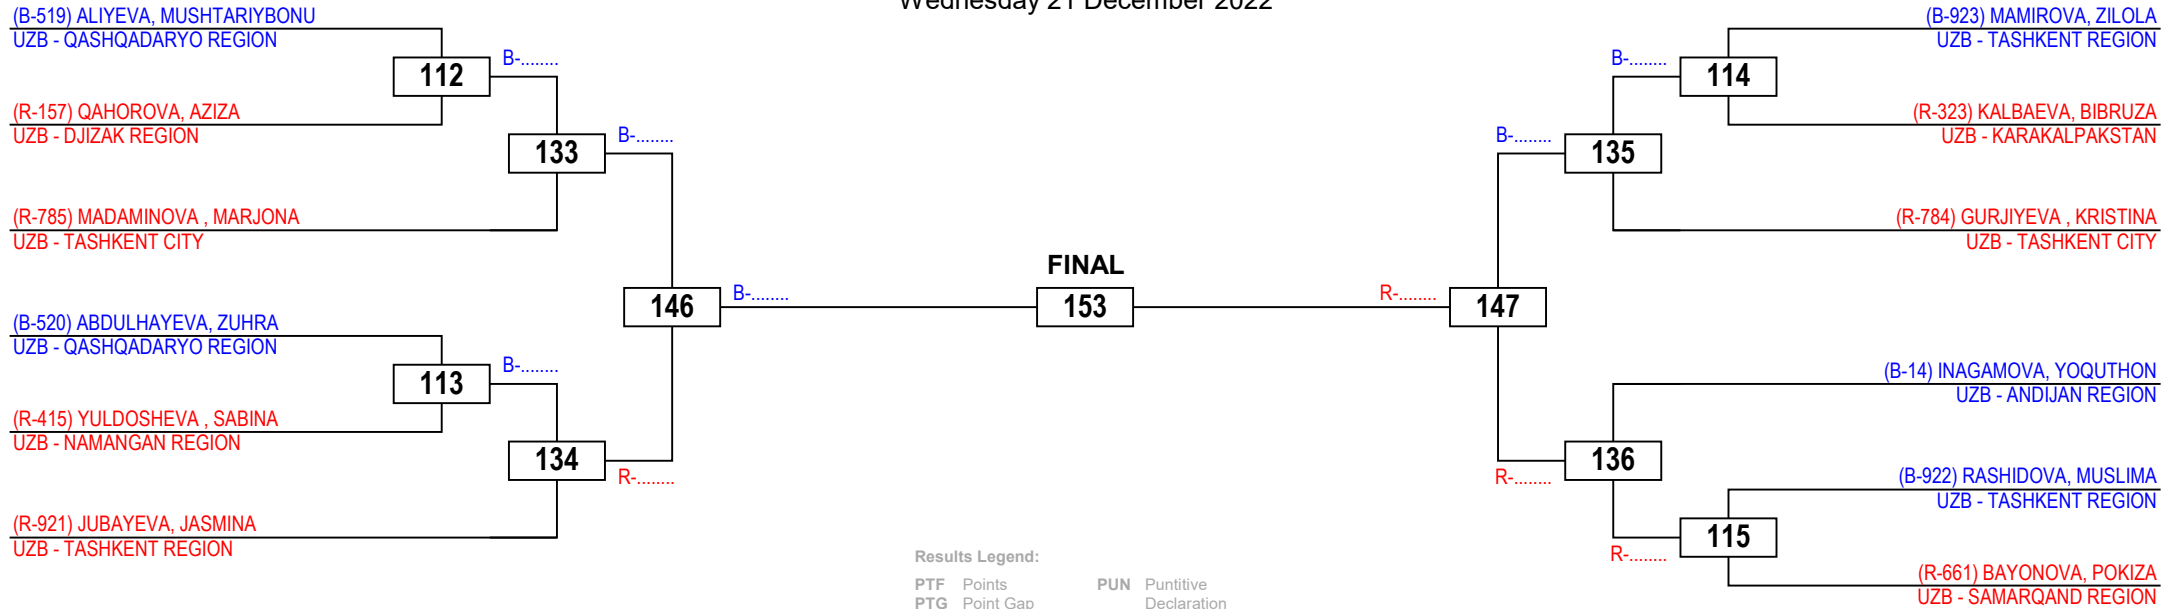 Wednesday 21 December 2022
(B-519) ALIYEVA, MUSHTARIYBONU
UZB - QASHQADARYO REGION
112
B-........
(R-157) QAHOROVA, AZIZA
UZB - DJIZAK REGION
133
B-........
(R-785) MADAMINOVA , MARJONA
UZB - TASHKENT CITY
146
B-........
(B-520) ABDULHAYEVA, ZUHRA
UZB - QASHQADARYO REGION
113
B-........
(R-415) YULDOSHEVA , SABINA
UZB - NAMANGAN REGION
134
R-........
(R-921) JUBAYEVA, JASMINA
UZB - TASHKENT REGION
FINAL
153
(B-923) MAMIROVA, ZILOLA
UZB - TASHKENT REGION
B-........
114
(R-323) KALBAEVA, BIBRUZA
UZB - KARAKALPAKSTAN
B-........
135
(R-784) GURJIYEVA , KRISTINA
UZB - TASHKENT CITY
R-........
147
(B-14) INAGAMOVA, YOQUTHON
UZB - ANDIJAN REGION
136
R-........
(B-922) RASHIDOVA, MUSLIMA
UZB - TASHKENT REGION
115
R-........
(R-661) BAYONOVA, POKIZA
UZB - SAMARQAND REGION
Results Legend:
PTF Points PUN Puntitive
PTG Point Gap Declaration